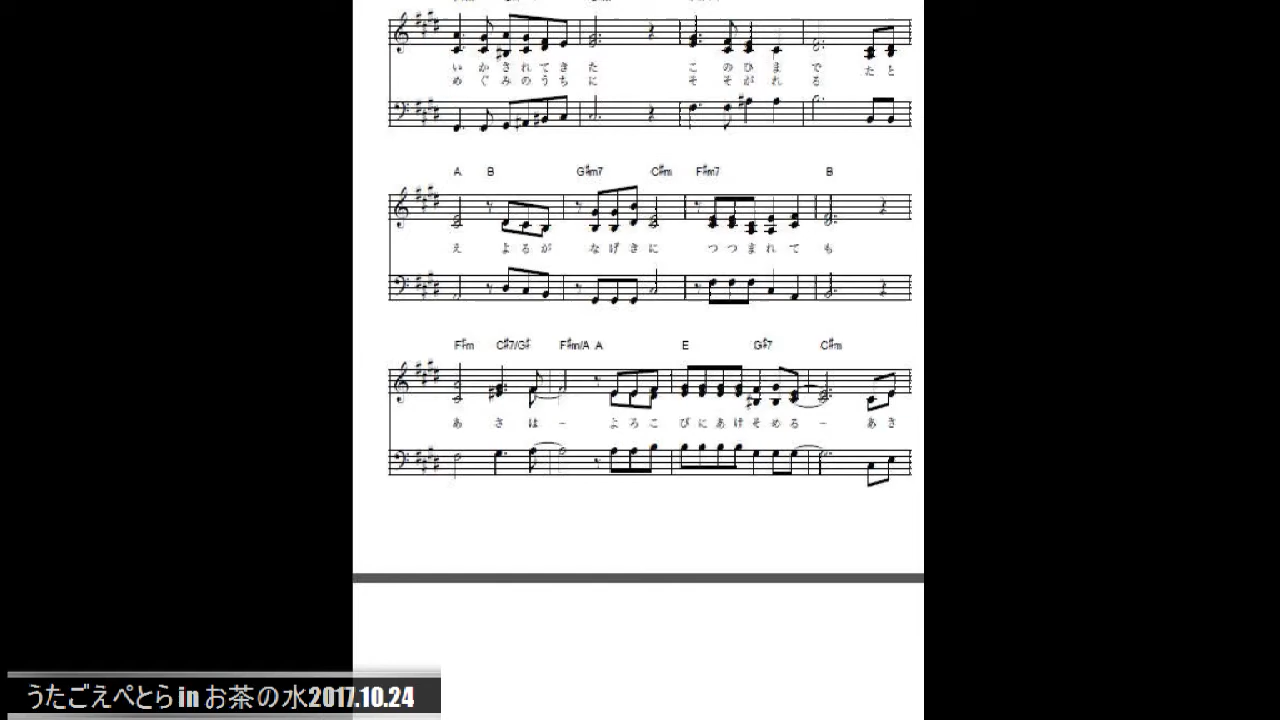 いかされてきた このひまで たと
めぐみのうちに そそがれる
A B G#m7 C#m F#m7 B
え よるが なげきに つつまれても
F#m C#7/G# F#m/A A E G#7 C#m
あ さ は - よろこびにあけそめる - あき
うたごえぺとら in お茶の水2017.10.24